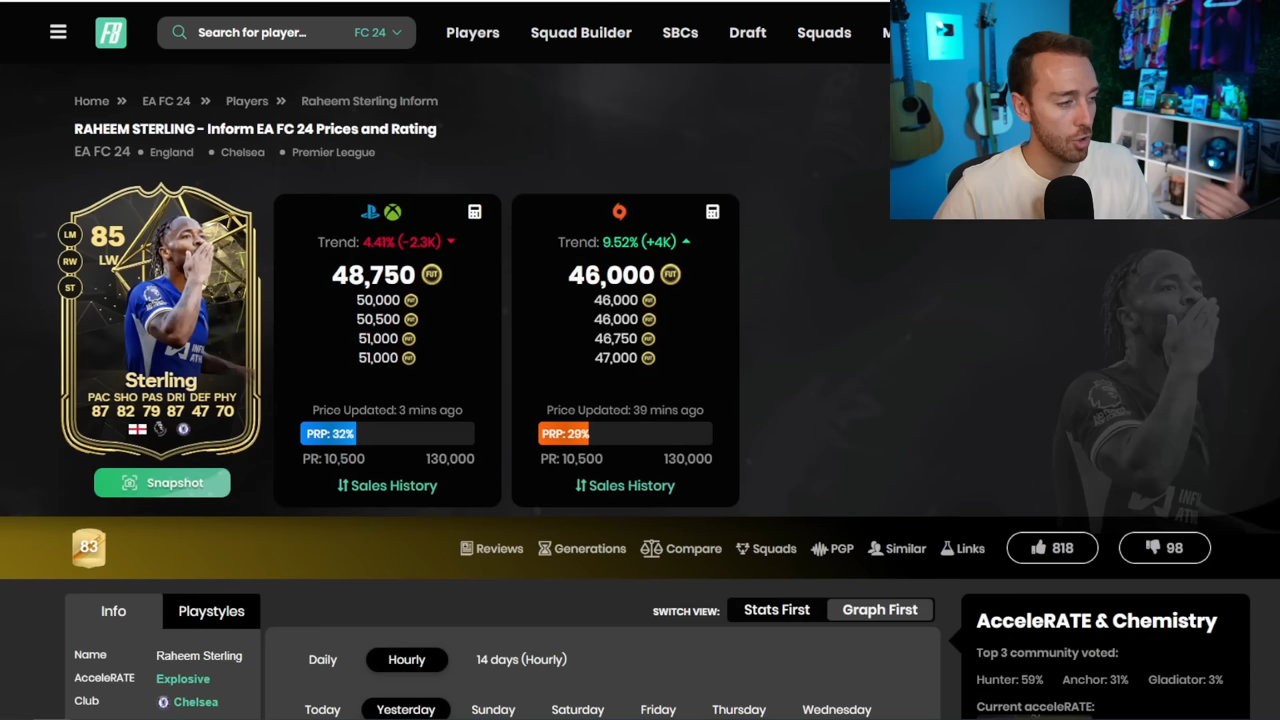 FB
Search for player...
FC 24
Players
Squad Builder
SBCs
Draft
Squads
M
Home >> EA FC 24 >> Players >> Raheem Sterling Inform
RAHEEM STERLING - Inform EA FC 24 Prices and Rating
EA FC 24 • England • Chelsea • Premier League
LM
RW
ST
85
LW
Sterling
PAC SHO PAS DRI DEF PHY
87 82 79 87 47 70
Snapshot
Trend: 4.41% (-2.3K)
48,750
50,000
50,500
51,000
51,000
Price Updated: 3 mins ago
PRP: 32%
PR: 10,500 130,000
Sales History
Trend: 9.52% (+4K)
46,000
46,000
46,000
46,750
47,000
Price Updated: 39 mins ago
PRP: 29%
PR: 10,500 130,000
Sales History
83
Reviews
Generations
Compare
Squads
PGP
Similar
Links
818
98
Info
Playstyles
Name Raheem Sterling
AcceleRATE Explosive
Club Chelsea
SWITCH VIEW:
Stats First
Graph First
Daily
Hourly
14 days (Hourly)
Today
Yesterday
Sunday
Saturday
Friday
Thursday
Wednesday
AcceleRATE & Chemistry
Top 3 community voted:
Hunter: 59% Anchor: 31% Gladiator: 3%
Current acceleRATE: